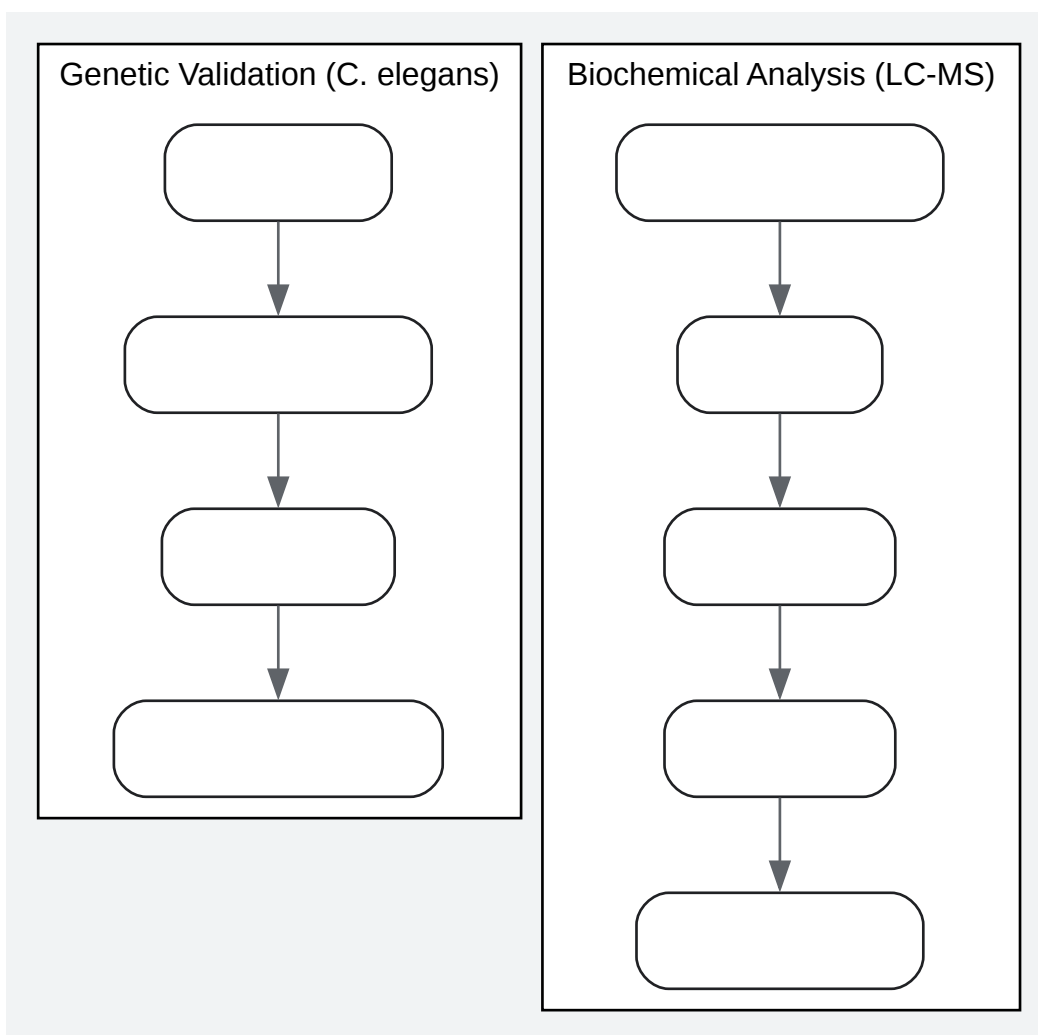 Genetic Validation (C. elegans)
Biochemical Analysis (LC-MS)